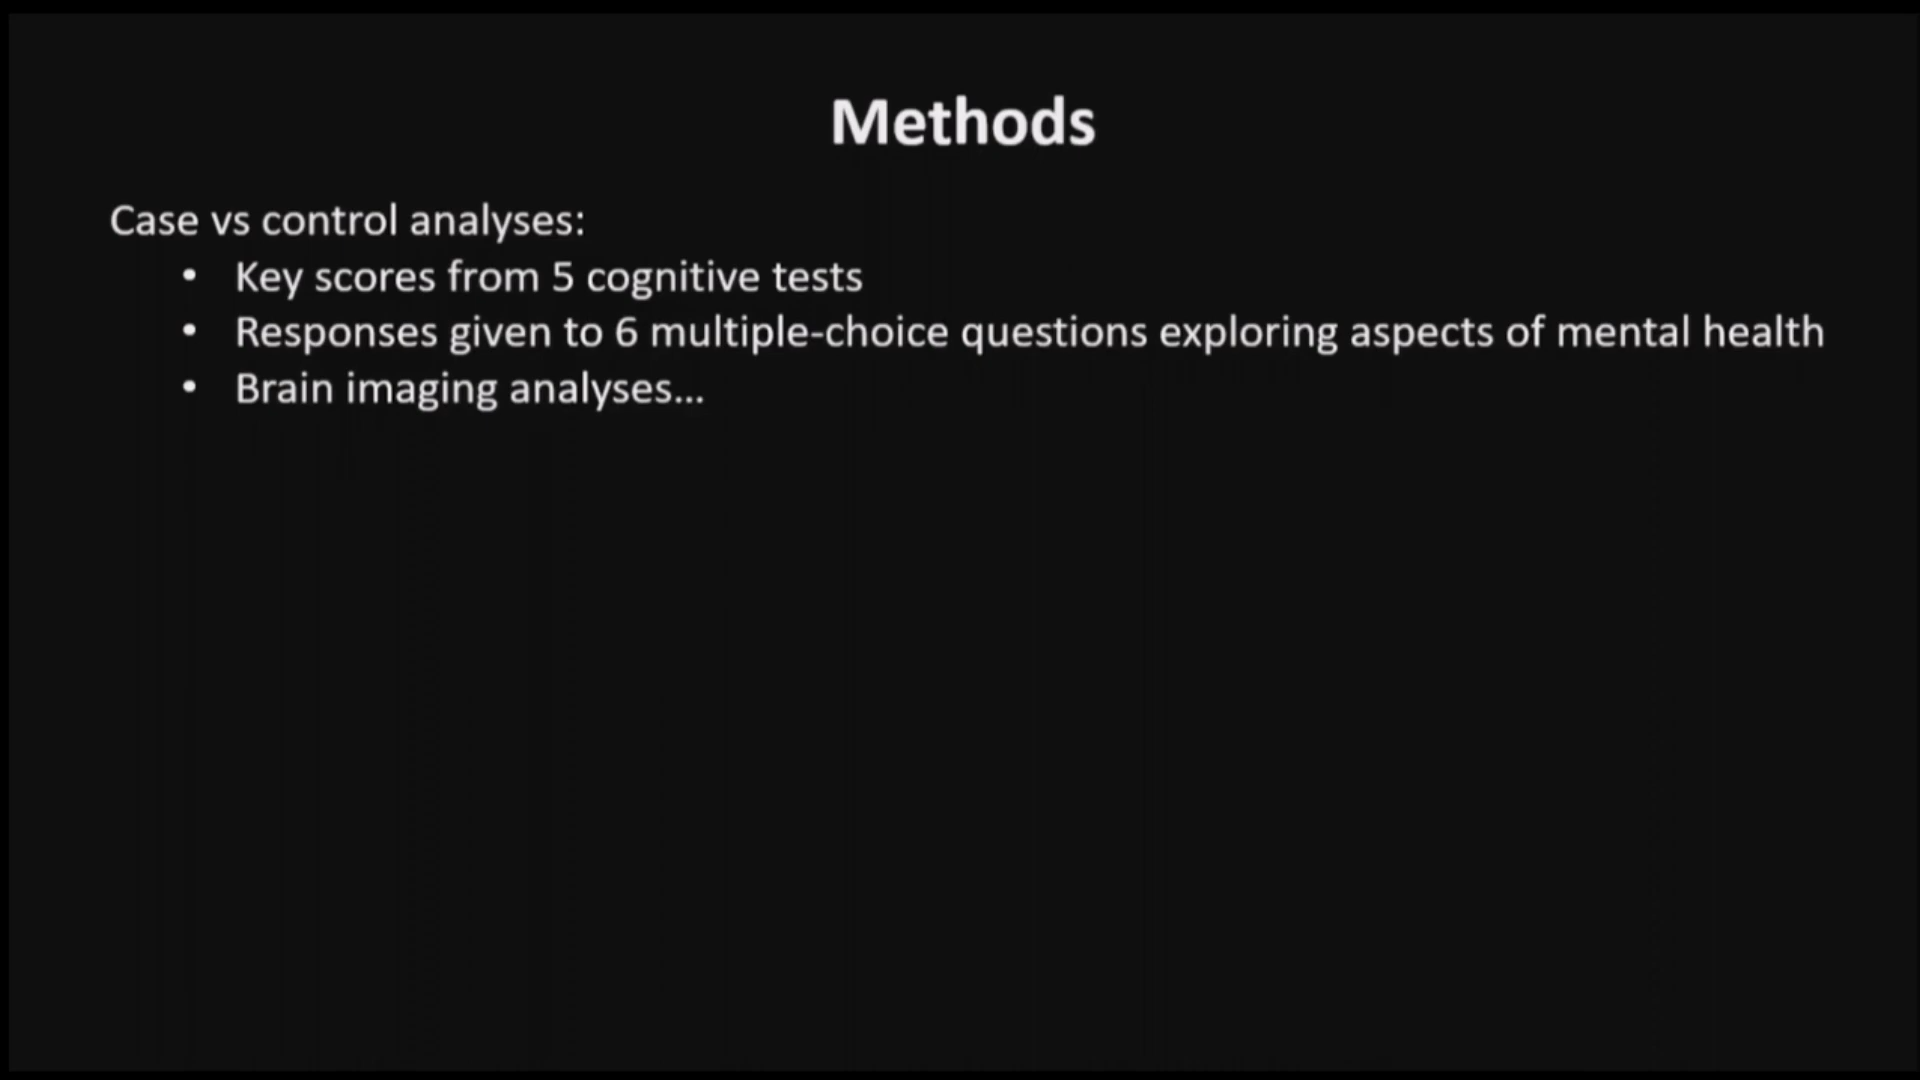 Methods
Case vs control analyses:
• Key scores from 5 cognitive tests
• Responses given to 6 multiple-choice questions exploring aspects of mental health
• Brain imaging analyses...